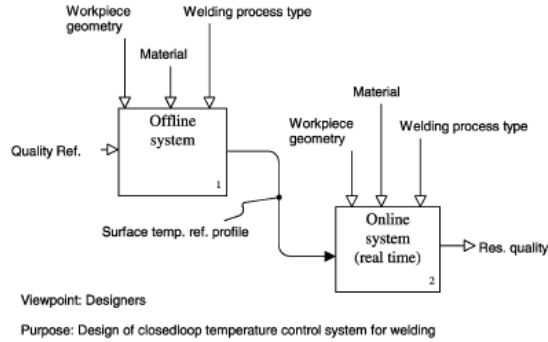 Workpiece
geometry
Welding process type
Material
Offline
system
1
Quality Ref.
Surface temp. ref. profile
Material
Workpiece
geometry
Welding process type
Online
system
(real time)
2
Res. quality
Viewpoint: Designers
Purpose: Design of closedloop temperature control system for welding